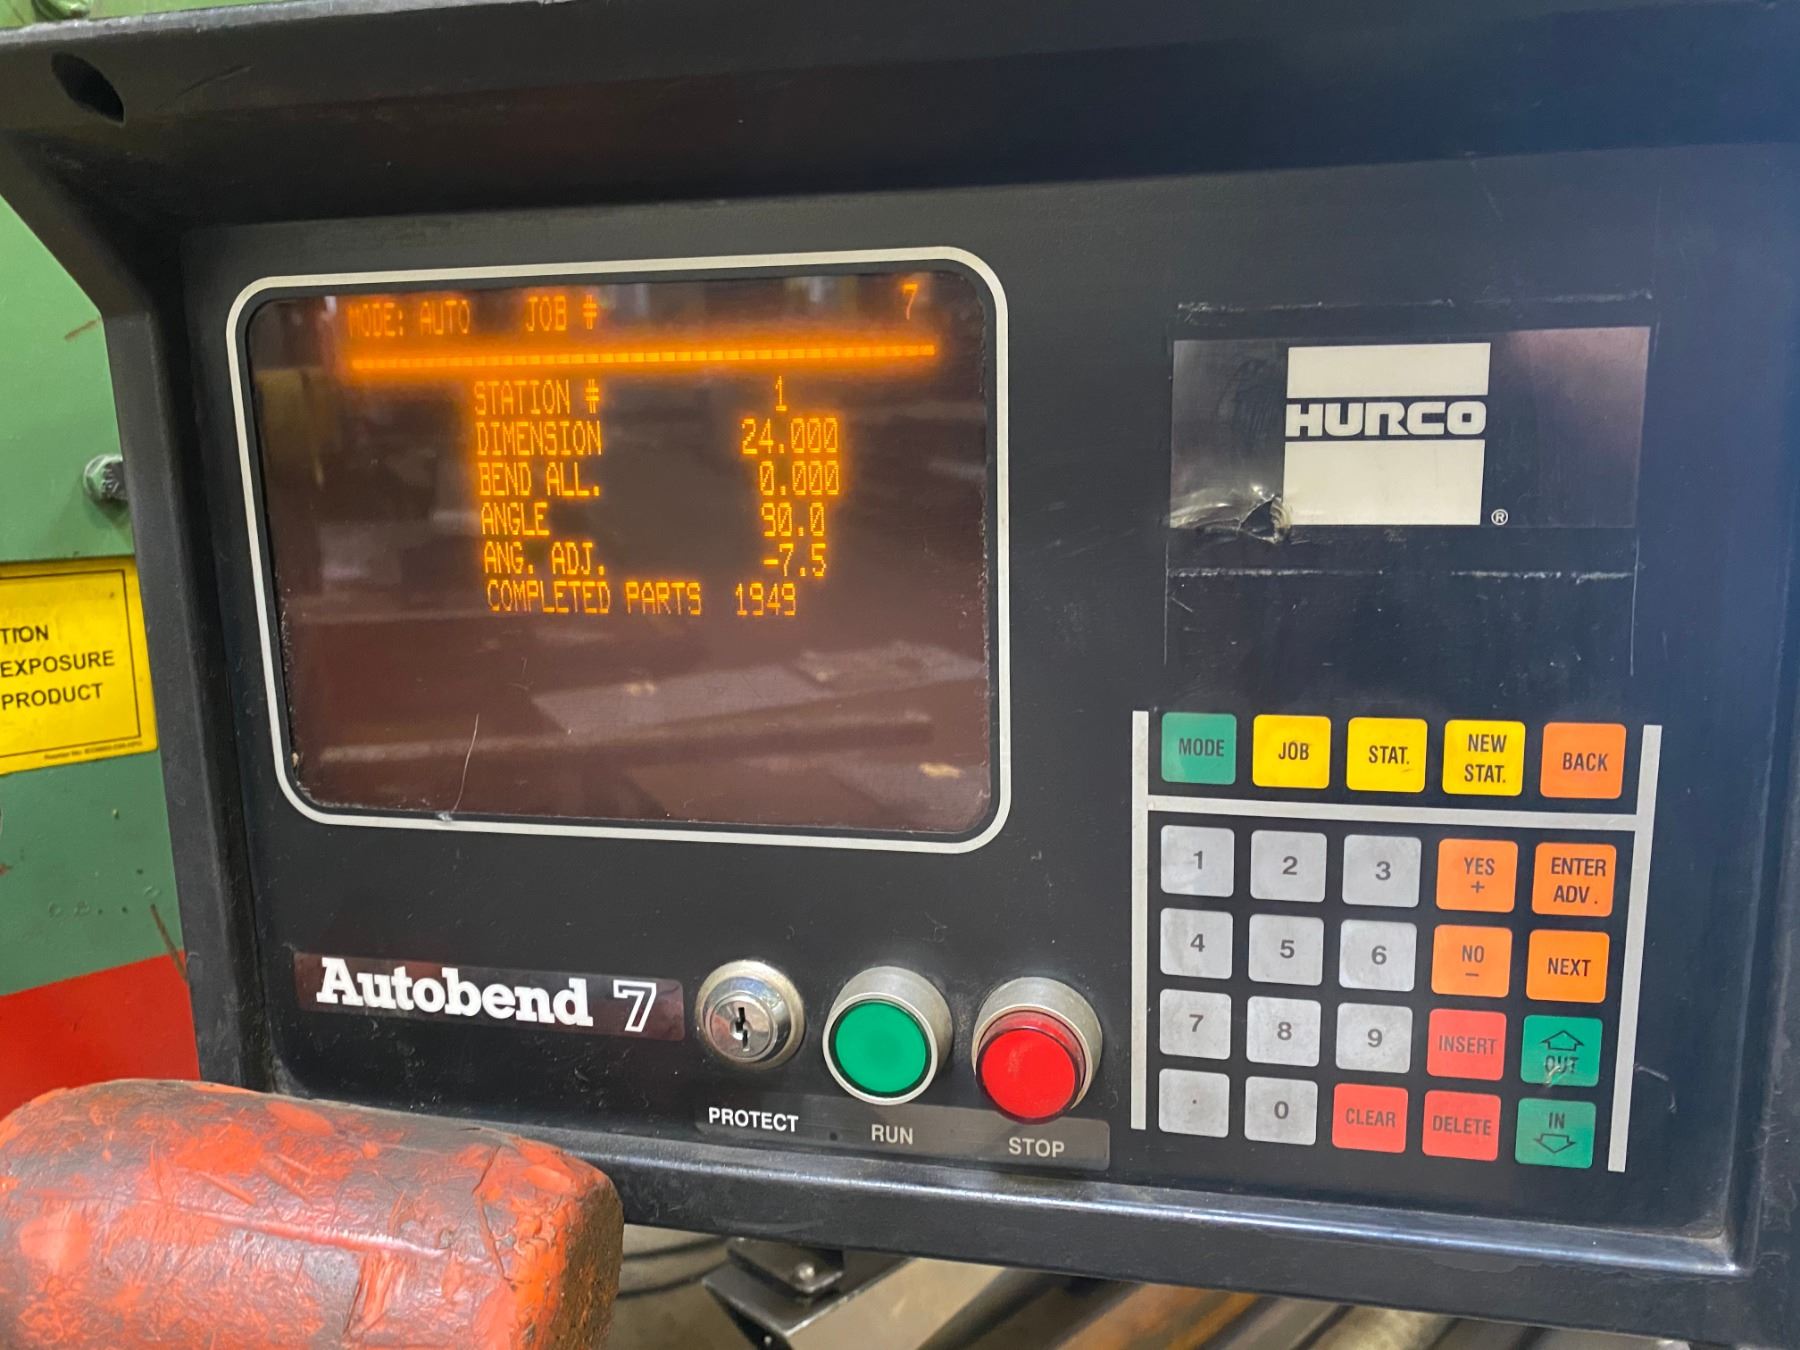 MODE: AUTO JOB # 7
STATION # 1
DIMENSION 24.000
BEND ALL. 0.000
ANGLE 90.0
ANG. ADJ. -7.5
COMPLETED PARTS 1949
HURCO
®
TION
EXPOSURE
PRODUCT
MODE
JOB
STAT.
NEW
STAT.
BACK
1
2
3
YES
+
ENTER
ADV.
4
5
6
NO
-
NEXT
7
8
9
INSERT
OUT
.
0
CLEAR
DELETE
IN
Autobend 7
PROTECT
RUN
STOP